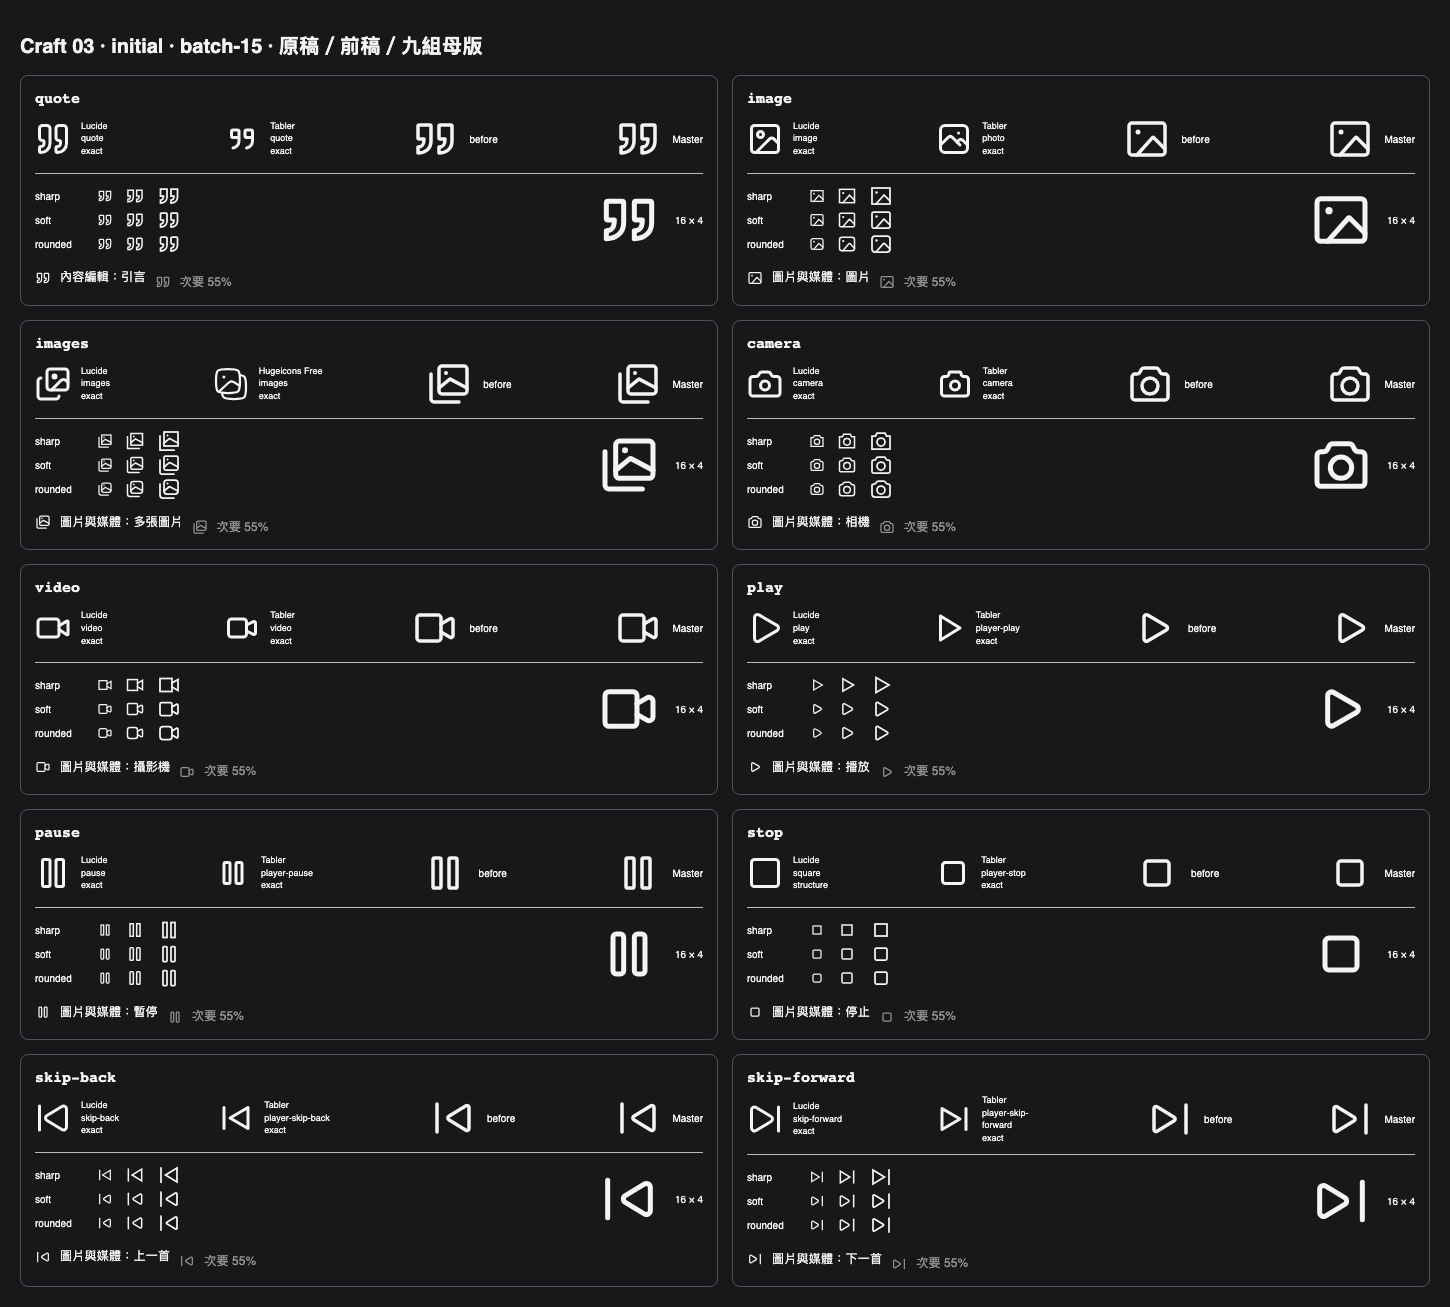 Craft 03 · initial · batch-15 · 原稿 / 前稿 / 九組母版
quote
Lucide
quote
exact
Tabler
quote
exact
before
Master
sharp
soft
rounded
16 × 4
內容編輯：引言
次要 55%
image
Lucide
image
exact
Tabler
photo
exact
before
Master
sharp
soft
rounded
16 × 4
圖片與媒體：圖片
次要 55%
images
Lucide
images
exact
Hugeicons Free
images
exact
before
Master
sharp
soft
rounded
16 × 4
圖片與媒體：多張圖片
次要 55%
camera
Lucide
camera
exact
Tabler
camera
exact
before
Master
sharp
soft
rounded
16 × 4
圖片與媒體：相機
次要 55%
video
Lucide
video
exact
Tabler
video
exact
before
Master
sharp
soft
rounded
16 × 4
圖片與媒體：攝影機
次要 55%
play
Lucide
play
exact
Tabler
player-play
exact
before
Master
sharp
soft
rounded
16 × 4
圖片與媒體：播放
次要 55%
pause
Lucide
pause
exact
Tabler
player-pause
exact
before
Master
sharp
soft
rounded
16 × 4
圖片與媒體：暫停
次要 55%
stop
Lucide
square
structure
Tabler
player-stop
exact
before
Master
sharp
soft
rounded
16 × 4
圖片與媒體：停止
次要 55%
skip-back
Lucide
skip-back
exact
Tabler
player-skip-back
exact
before
Master
sharp
soft
rounded
16 × 4
圖片與媒體：上一首
次要 55%
skip-forward
Lucide
skip-forward
exact
Tabler
player-skip-
forward
exact
before
Master
sharp
soft
rounded
16 × 4
圖片與媒體：下一首
次要 55%